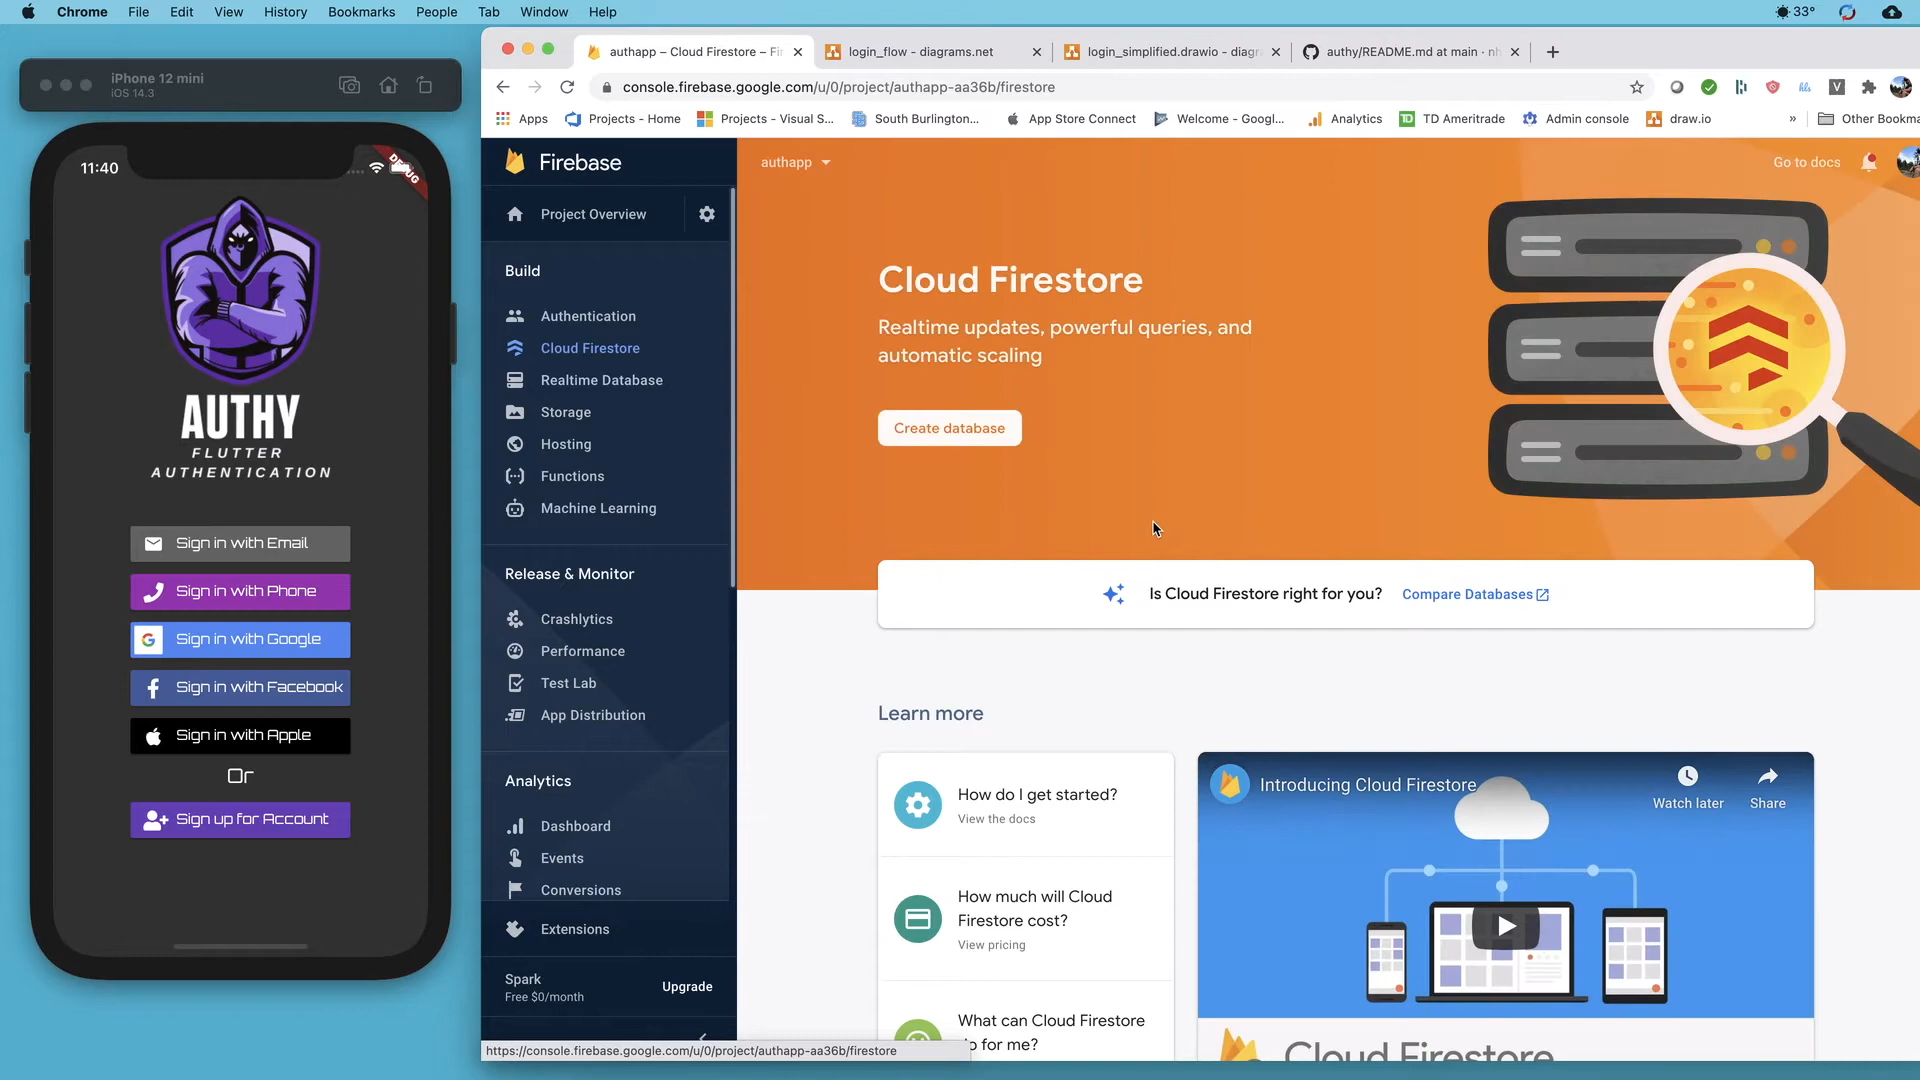 Chrome File Edit View History Bookmarks People Tab Window Help 33°
iPhone 12 mini
iOS 14.3
11:40
DEBUG
AUTHY
FLUTTER
AUTHENTICATION
Sign in with Email
Sign in with Phone
Sign in with Google
Sign in with Facebook
Sign in with Apple
Or
Sign up for Account
authapp – Cloud Firestore – Fir
login_flow - diagrams.net
login_simplified.drawio - diagra
authy/README.md at main · nh
console.firebase.google.com/u/0/project/authapp-aa36b/firestore
Apps Projects - Home Projects - Visual S... South Burlington... App Store Connect Welcome - Googl... Analytics TD Ameritrade Admin console draw.io » Other Bookma
Firebase
Project Overview
Build
Authentication
Cloud Firestore
Realtime Database
Storage
Hosting
Functions
Machine Learning
Release & Monitor
Crashlytics
Performance
Test Lab
App Distribution
Analytics
Dashboard
Events
Conversions
Extensions
Spark
Free $0/month
Upgrade
https://console.firebase.google.com/u/0/project/authapp-aa36b/firestore
authapp
Go to docs
Cloud Firestore
Realtime updates, powerful queries, and
automatic scaling
Create database
Is Cloud Firestore right for you? Compare Databases
Learn more
How do I get started?
View the docs
How much will Cloud
Firestore cost?
View pricing
What can Cloud Firestore
do for me?
Introducing Cloud Firestore
Watch later
Share
Cloud Firestore